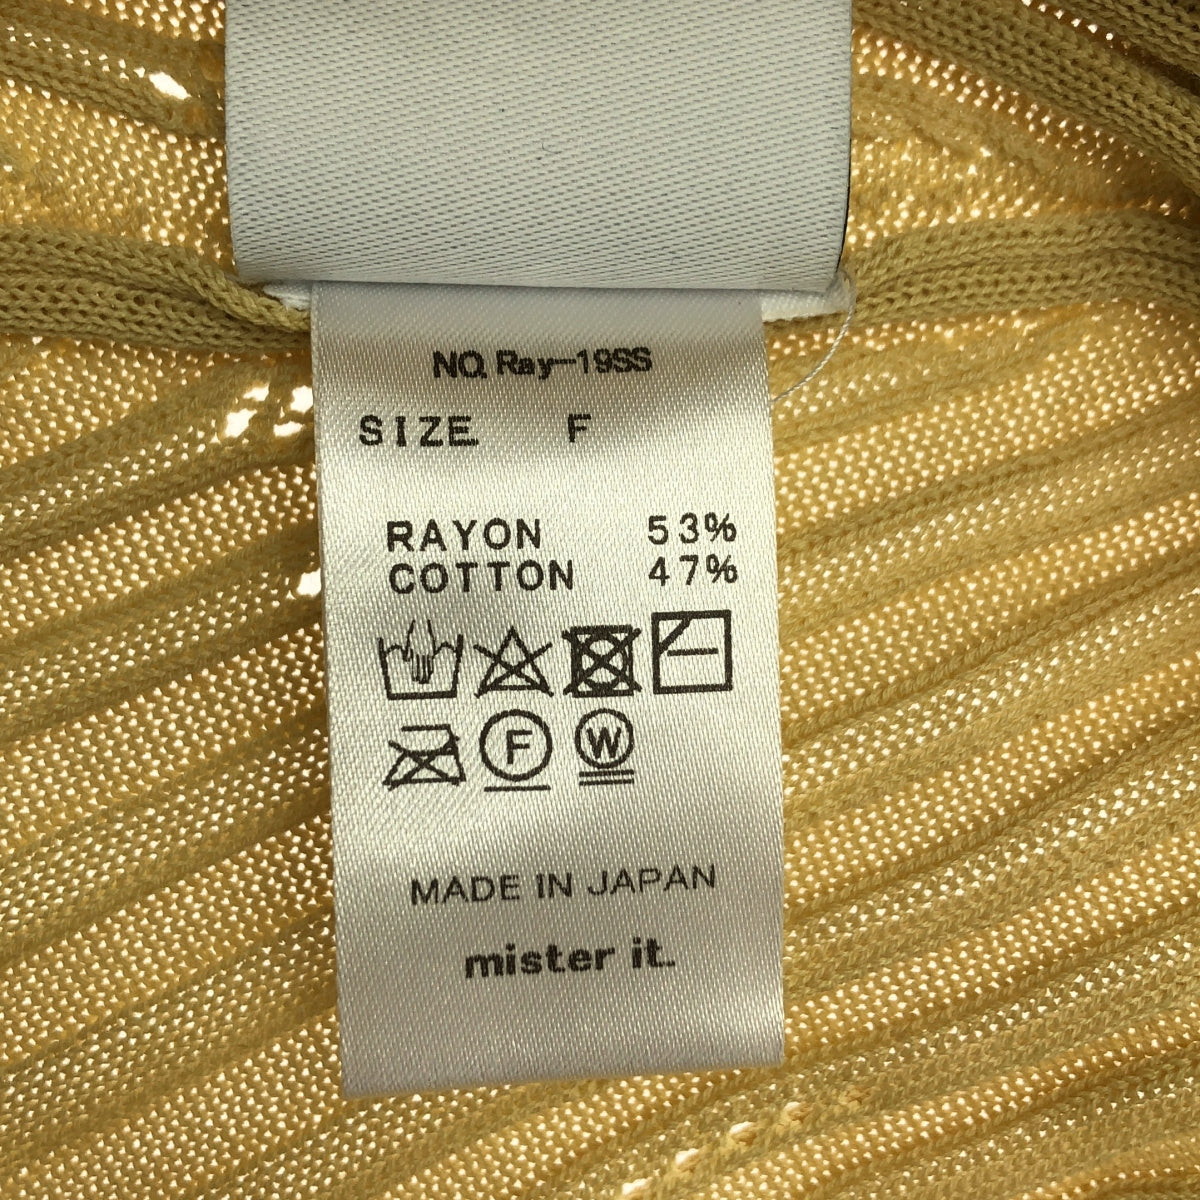 NO. Ray-19SS
SIZE F
RAYON 53%
COTTON 47%
F W
MADE IN JAPAN
mister it.